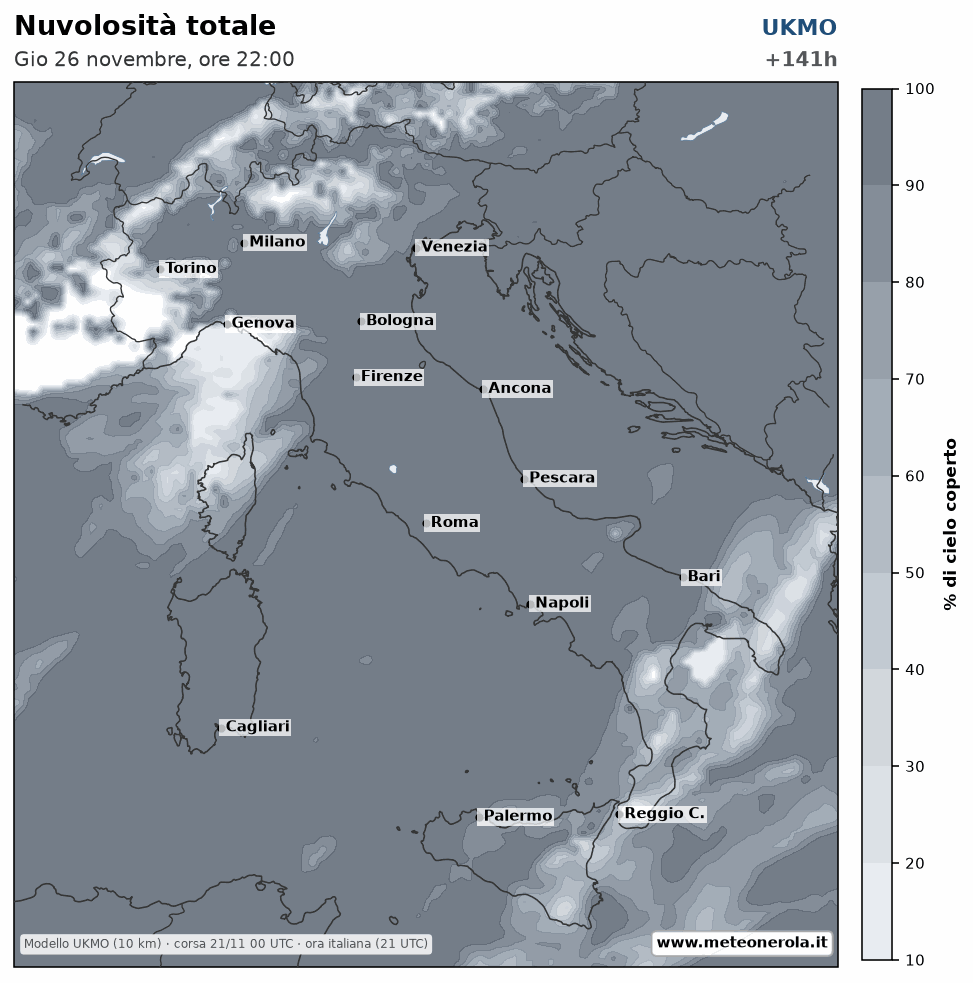 Nuvolosità totale
UKMO
Gio 26 novembre, ore 22:00
+141h
100
90
80
70
60
50
40
30
20
10
% di cielo coperto
Milano
Venezia
Torino
Genova
Bologna
Firenze
Ancona
Pescara
Roma
Bari
Napoli
Cagliari
Palermo
Reggio C.
Modello UKMO (10 km) · corsa 21/11 00 UTC · ora italiana (21 UTC)
www.meteonerola.it